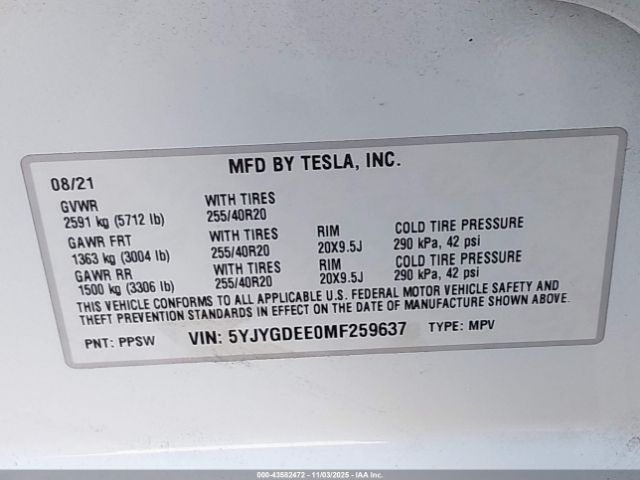 MFD BY TESLA, INC.
08/21
GVWR WITH TIRES
2591 kg (5712 lb) 255/40R20
GAWR FRT WITH TIRES RIM COLD TIRE PRESSURE
1363 kg (3004 lb) 255/40R20 20X9.5J 290 kPa, 42 psi
GAWR RR WITH TIRES RIM COLD TIRE PRESSURE
1500 kg (3306 lb) 255/40R20 20X9.5J 290 kPa, 42 psi
THIS VEHICLE CONFORMS TO ALL APPLICABLE U.S. FEDERAL MOTOR VEHICLE SAFETY AND
THEFT PREVENTION STANDARDS IN EFFECT ON THE DATE OF MANUFACTURE SHOWN ABOVE.
PNT: PPSW VIN: 5YJYGDEE0MF259637 TYPE: MPV
000-43582472 - 11/03/2025 - IAA Inc.